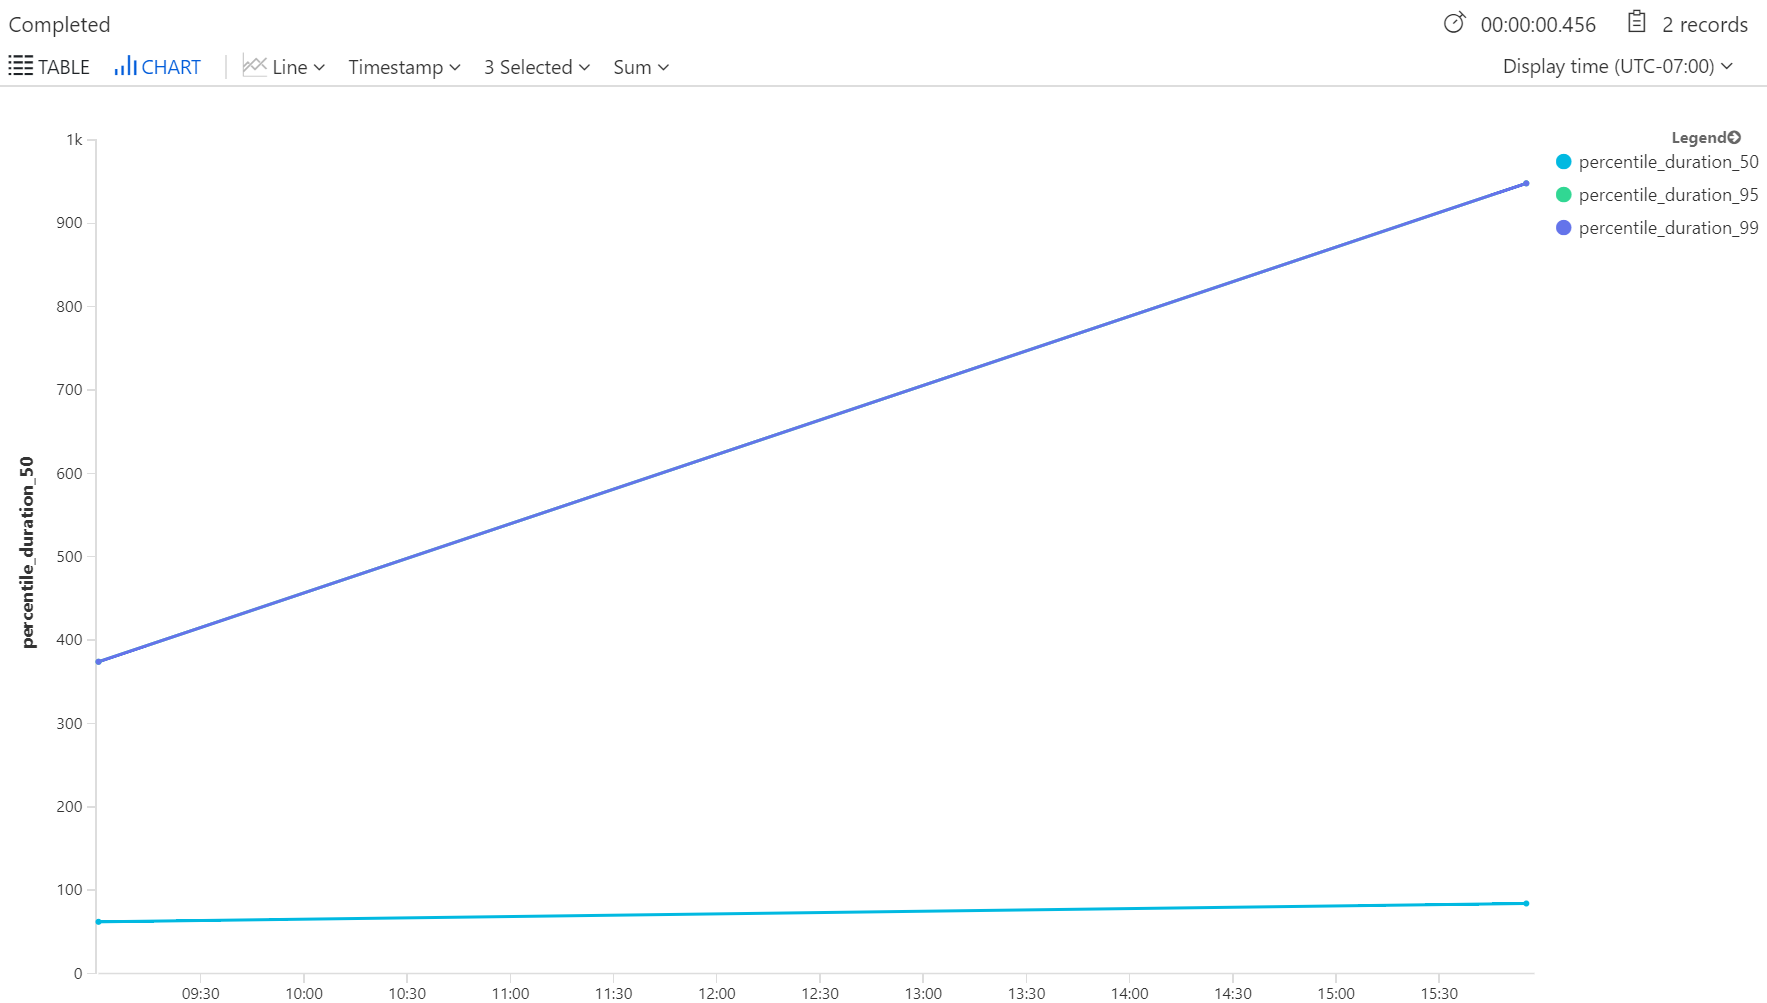 Completed
00:00:00.456
2 records
TABLE
CHART
Line
Timestamp
3 Selected
Sum
Display time (UTC-07:00)
Legend
percentile_duration_50
percentile_duration_95
percentile_duration_99
percentile_duration_50
1k
900
800
700
600
500
400
300
200
100
0
09:30 10:00 10:30 11:00 11:30 12:00 12:30 13:00 13:30 14:00 14:30 15:00 15:30